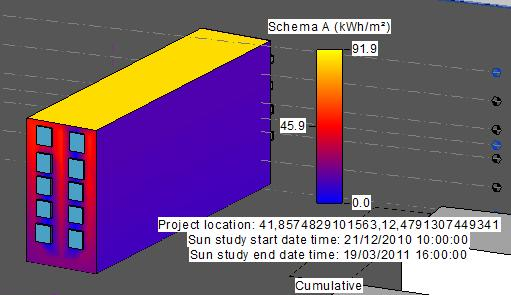 Schema A (kWh/m²)
91.9
45.9
0.0
Project location: 41,8574829101563,12,4791307449341
Sun study start date time: 21/12/2010 10:00:00
Sun study end date time: 19/03/2011 16:00:00
Cumulative